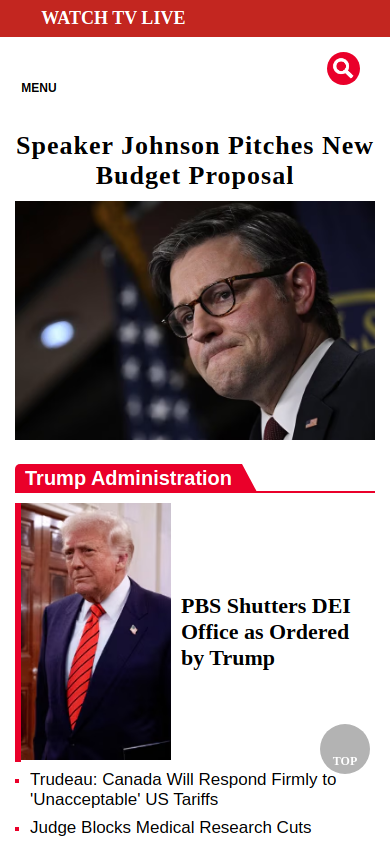 WATCH TV LIVE
MENU
Speaker Johnson Pitches New
Budget Proposal
Trump Administration
PBS Shutters DEI
Office as Ordered
by Trump
TOP
Trudeau: Canada Will Respond Firmly to
'Unacceptable' US Tariffs
Judge Blocks Medical Research Cuts